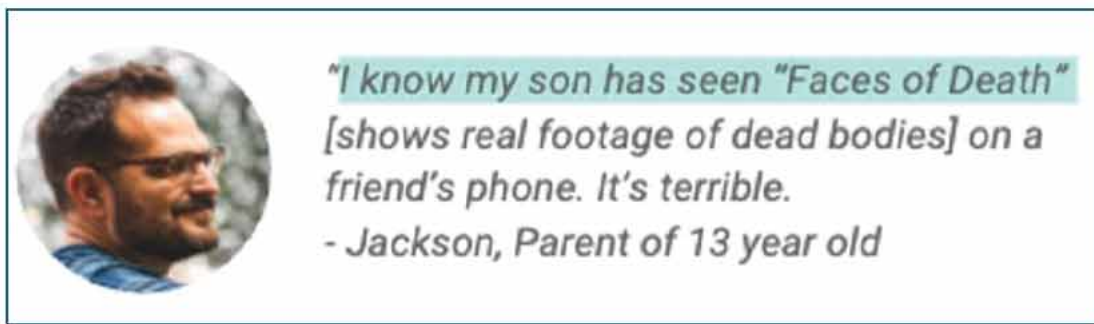 "I know my son has seen "Faces of Death"
[shows real footage of dead bodies] on a
friend's phone. It's terrible.
- Jackson, Parent of 13 year old